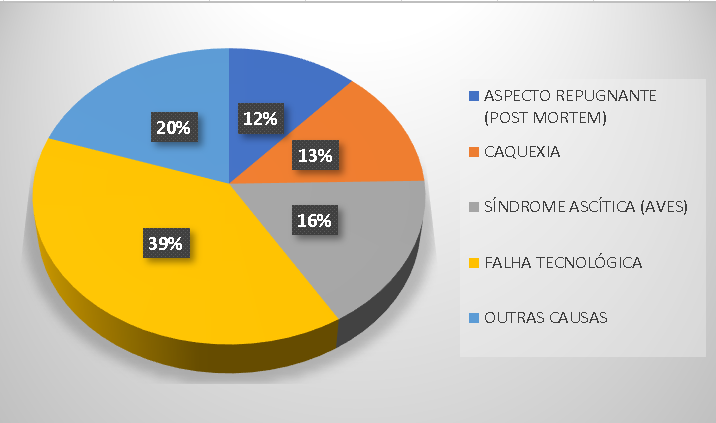 12%
13%
16%
39%
20%
ASPECTO REPUGNANTE
(POST MORTEM)
CAQUEXIA
SÍNDROME ASCÍTICA (AVES)
FALHA TECNOLÓGICA
OUTRAS CAUSAS